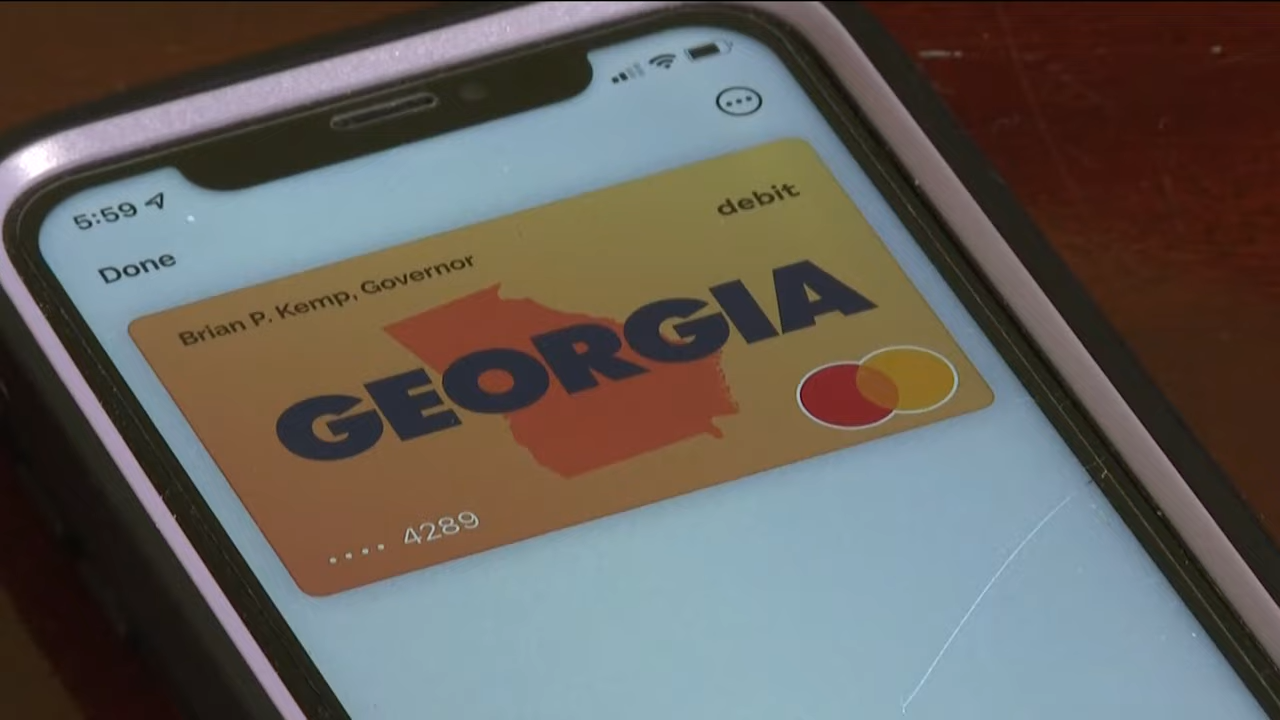 5:59
Done
debit
Brian P. Kemp, Governor
GEORGIA
.... 4289